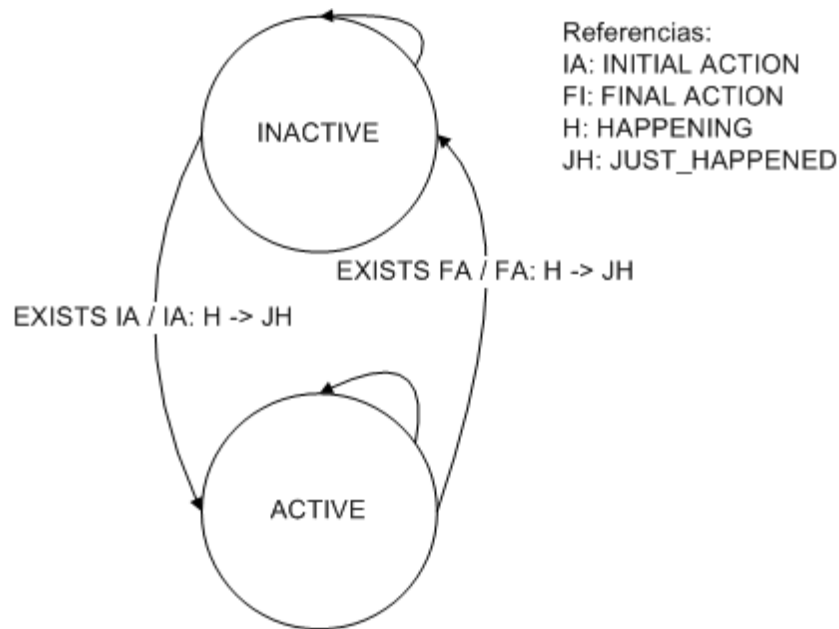 Referencias:
IA: INITIAL ACTION
FI: FINAL ACTION
H: HAPPENING
JH: JUST_HAPPENED
INACTIVE
EXISTS FA / FA: H -> JH
EXISTS IA / IA: H -> JH
ACTIVE